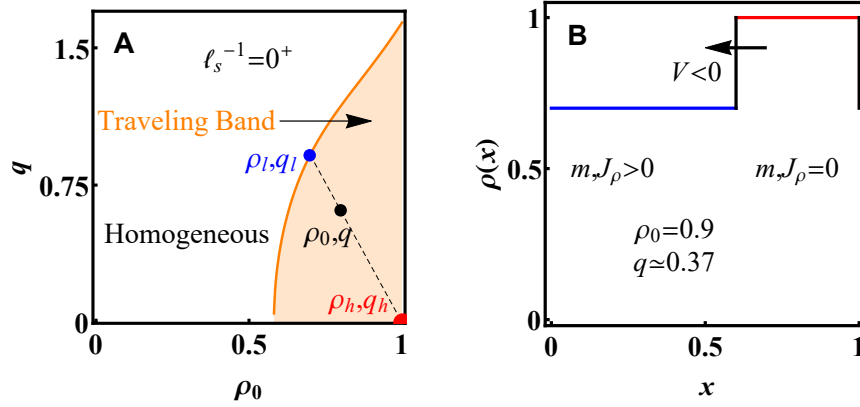 A
ℓₛ⁻¹=0⁺
Traveling Band
ρₗ,qₗ
Homogeneous
ρ₀,q
ρₕ,qₕ
1.5
0.75
0
q
0
0.5
1
ρ₀
B
V<0
m,Jᵨ>0
m,Jᵨ=0
ρ₀=0.9
q≃0.37
1
0.5
0
ρ(x)
0
0.5
1
x